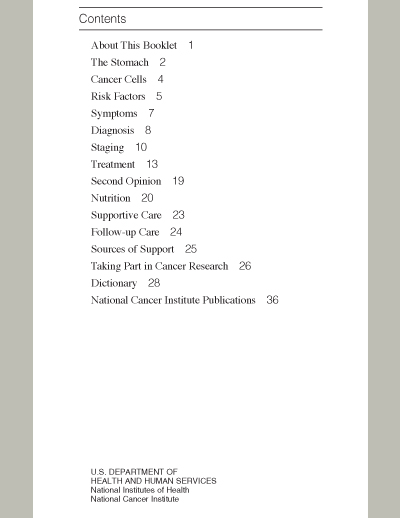 Contents
About This Booklet 1
The Stomach 2
Cancer Cells 4
Risk Factors 5
Symptoms 7
Diagnosis 8
Staging 10
Treatment 13
Second Opinion 19
Nutrition 20
Supportive Care 23
Follow-up Care 24
Sources of Support 25
Taking Part in Cancer Research 26
Dictionary 28
National Cancer Institute Publications 36
U.S. DEPARTMENT OF
HEALTH AND HUMAN SERVICES
National Institutes of Health
National Cancer Institute